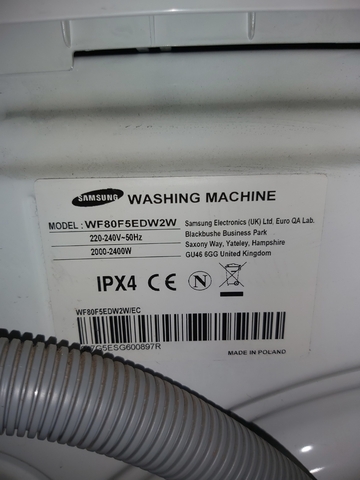 SAMSUNG WASHING MACHINE
MODEL : WF80F5EDW2W
220-240V~50Hz
2000-2400W
Samsung Electronics (UK) Ltd. Euro QA Lab.
Blackbushe Business Park
Saxony Way, Yateley, Hampshire
GU46 6GG United Kingdom
IPX4 CE N
WF80F5EDW2W/EC
G5ESG600897R
MADE IN POLAND